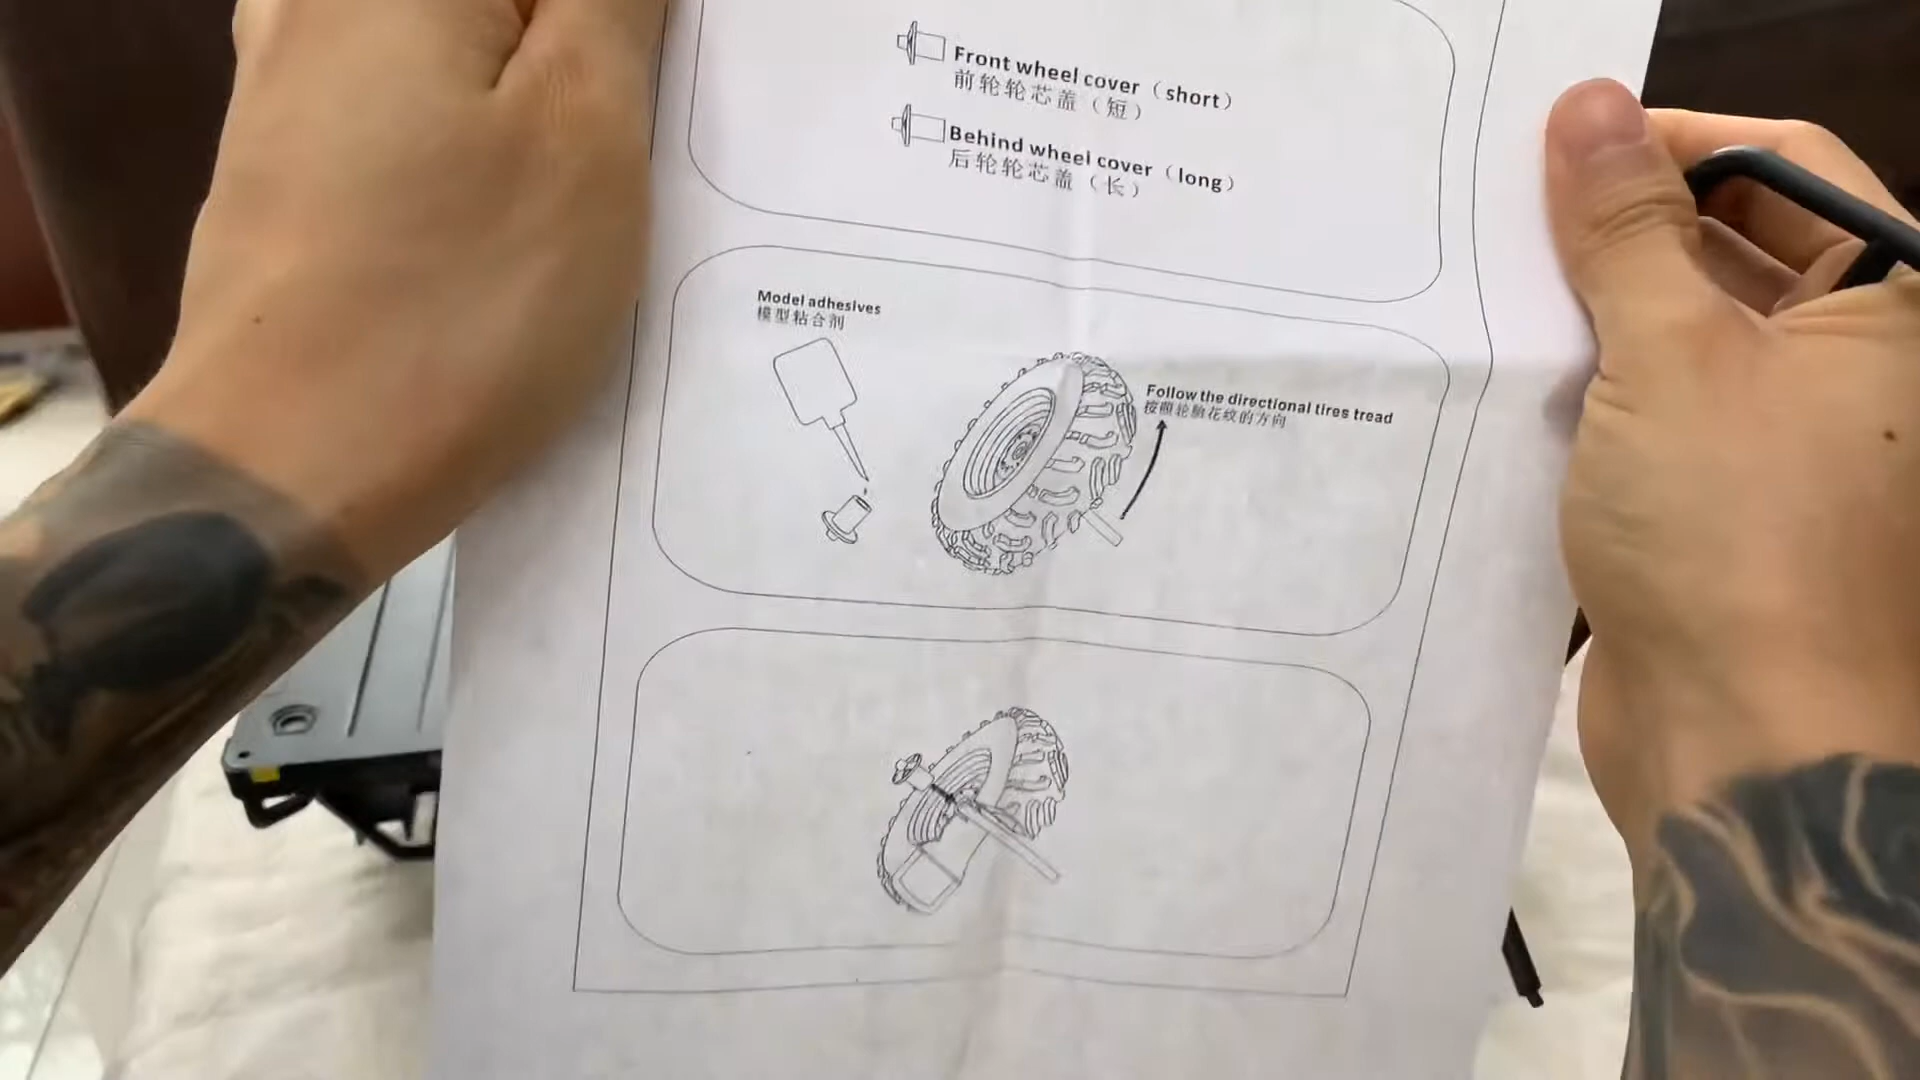 Front wheel cover（short）
前轮轮芯盖（短）
Behind wheel cover（long）
后轮轮芯盖（长）
Model adhesives
模型粘合剂
Follow the directional tires tread
按照轮胎花纹的方向